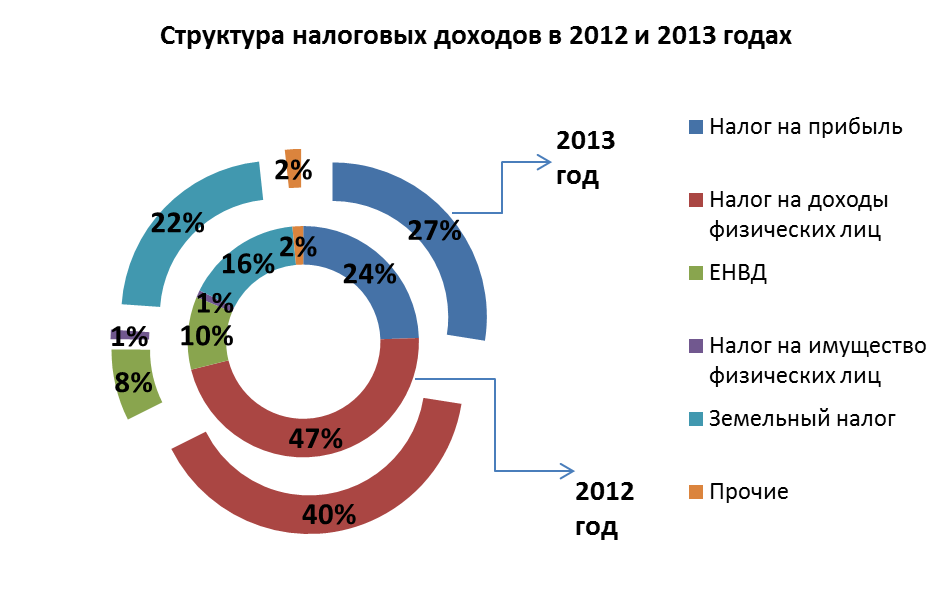 Структура налоговых доходов в 2012 и 2013 годах
2013
год
Налог на прибыль
2%
22%
27%
Налог на доходы
физических лиц
2%
16%
24%
ЕНВД
1%
10%
1%
8%
Налог на имущество
физических лиц
47%
40%
Земельный налог
2012
год
Прочие